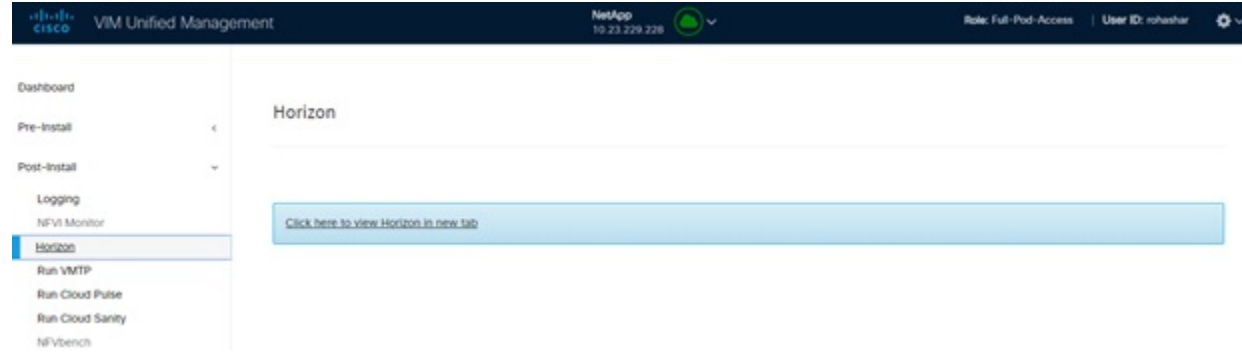 cisco VIM Unified Management
NetApp
10.23.229.228
Role: Full-Pod-Access | User ID: rohashar
Dashboard
Pre-Install
Post-Install
Logging
NFVI Monitor
Horizon
Run VMTP
Run Cloud Pulse
Run Cloud Sanity
NFVbench
Horizon
Click here to view Horizon in new tab